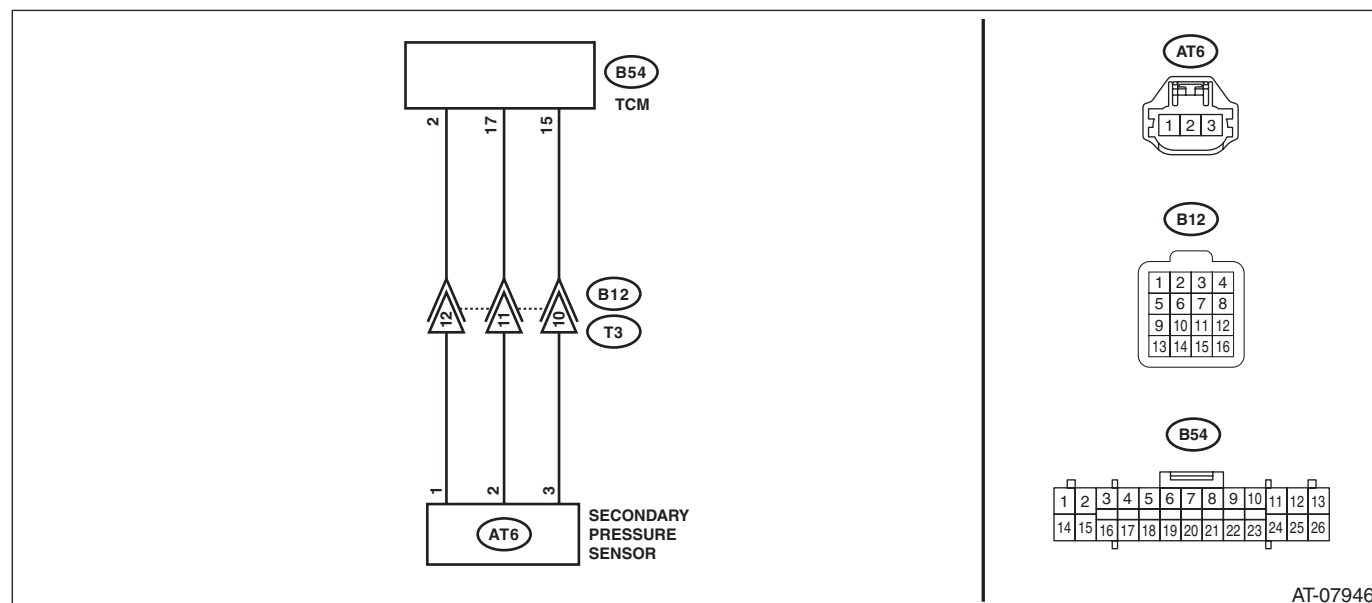 B54
TCM
2 17 15
12 11 10
B12
T3
1 2 3
AT6
SECONDARY
PRESSURE
SENSOR
AT6
1 2 3
B12
1 2 3 4
5 6 7 8
9 10 11 12
13 14 15 16
B54
1 2 3 4 5 6 7 8 9 10 11 12 13
14 15 16 17 18 19 20 21 22 23 24 25 26
AT-07946